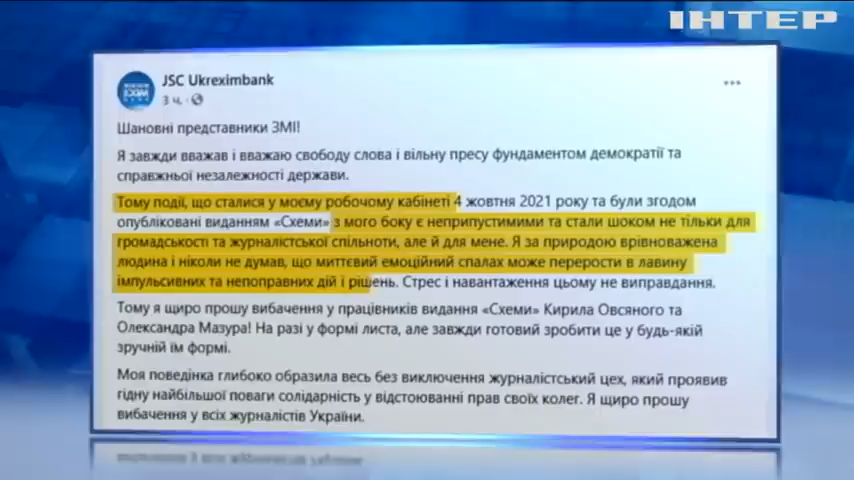 ІНТЕР
JSC Ukreximbank
3 ч. ·
Шановні представники ЗМІ!
Я завжди вважав і вважаю свободу слова і вільну пресу фундаментом демократії та
справжньої незалежності держави.
Тому події, що сталися у моєму робочому кабінеті 4 жовтня 2021 року та були згодом
опубліковані виданням «Схеми» з мого боку є неприпустимими та стали шоком не тільки для
громадськості та журналістської спільноти, але й для мене. Я за природою врівноважена
людина і ніколи не думав, що миттєвий емоційний спалах може перерости в лавину
імпульсивних та непоправних дій і рішень. Стрес і навантаження цьому не виправдання.
Тому я щиро прошу вибачення у працівників видання «Схеми» Кирила Овсяного та
Олександра Мазура! На разі у формі листа, але завжди готовий зробити це у будь-якій
зручній їм формі.
Моя поведінка глибоко образила весь без виключення журналістський цех, який проявив
гідну найбільшої поваги солідарність у відстоюванні прав своїх колег. Я щиро прошу
вибачення у всіх журналістів України.